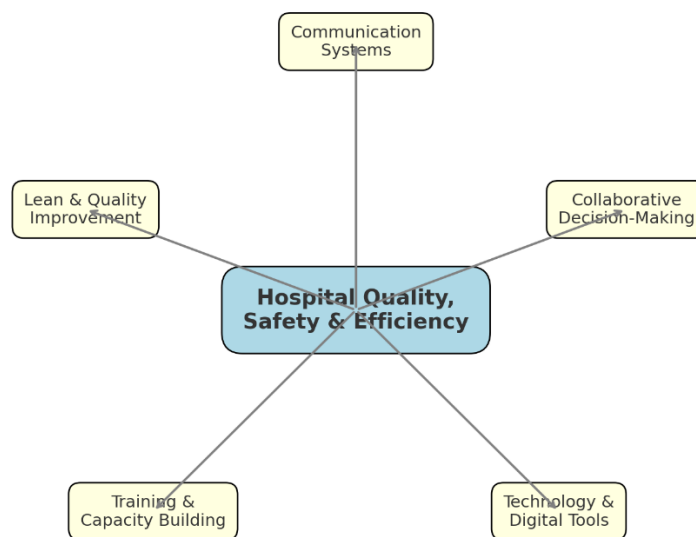 Communication
Systems
Lean & Quality
Improvement
Collaborative
Decision-Making
Hospital Quality,
Safety & Efficiency
Training &
Capacity Building
Technology &
Digital Tools